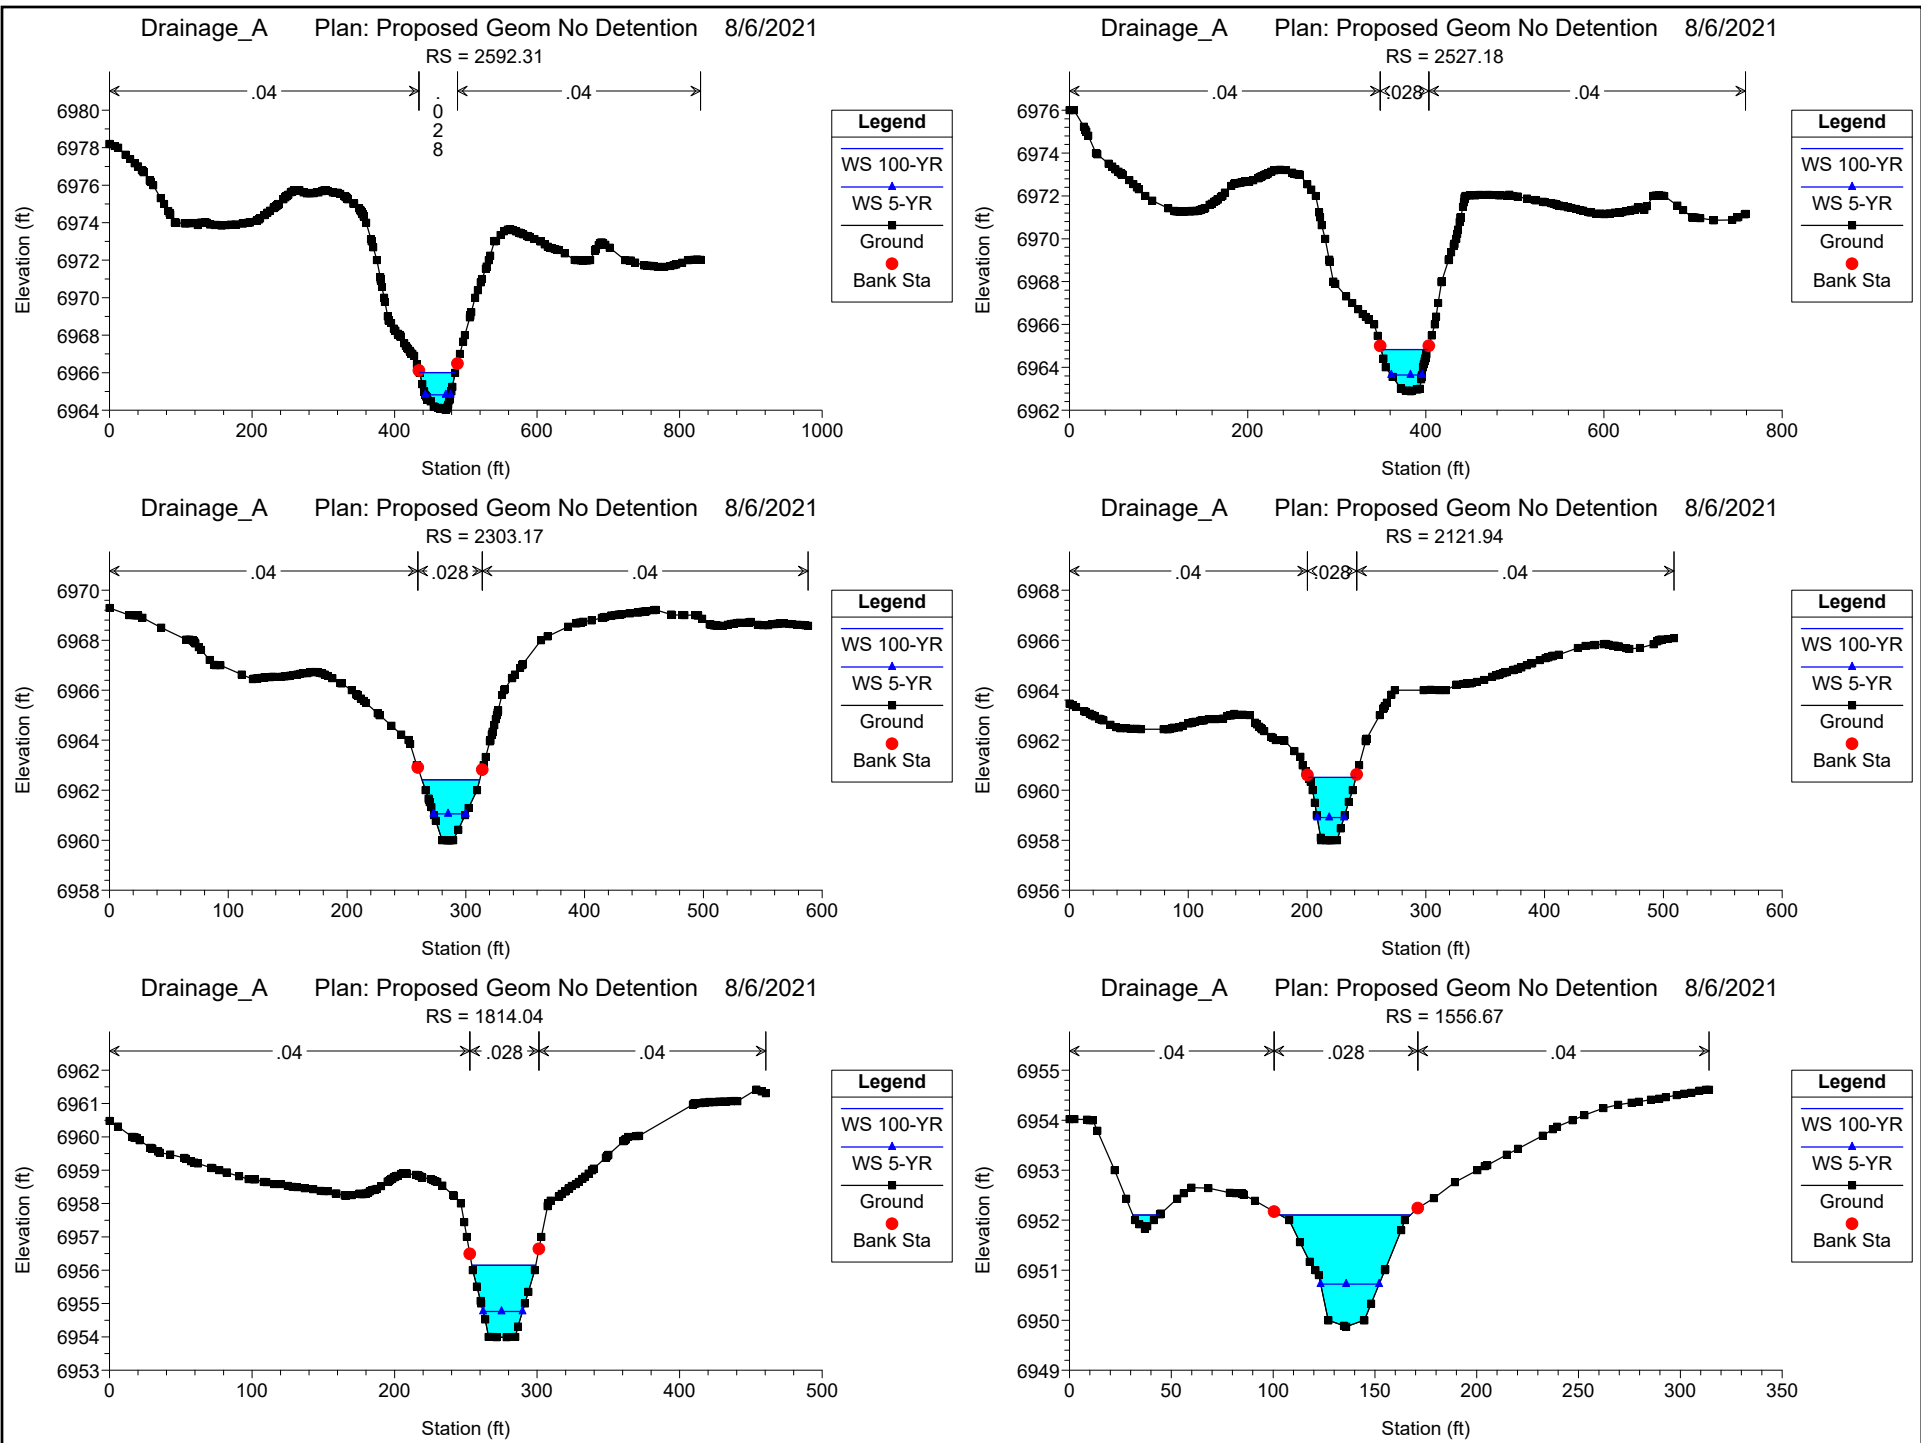 Drainage_A Plan: Proposed Geom No Detention 8/6/2021
RS = 2592.31
.04 .028 .04
Legend
WS 100-YR
WS 5-YR
Ground
Bank Sta
6980
6978
6976
6974
6972
6970
6968
6966
6964
Elevation (ft)
0 200 400 600 800 1000
Station (ft)
Drainage_A Plan: Proposed Geom No Detention 8/6/2021
RS = 2527.18
.04 .028 .04
Legend
WS 100-YR
WS 5-YR
Ground
Bank Sta
6976
6974
6972
6970
6968
6966
6964
6962
Elevation (ft)
0 200 400 600 800
Station (ft)
Drainage_A Plan: Proposed Geom No Detention 8/6/2021
RS = 2303.17
.04 .028 .04
Legend
WS 100-YR
WS 5-YR
Ground
Bank Sta
6970
6968
6966
6964
6962
6960
6958
Elevation (ft)
0 100 200 300 400 500 600
Station (ft)
Drainage_A Plan: Proposed Geom No Detention 8/6/2021
RS = 2121.94
.04 .028 .04
Legend
WS 100-YR
WS 5-YR
Ground
Bank Sta
6968
6966
6964
6962
6960
6958
6956
Elevation (ft)
0 100 200 300 400 500 600
Station (ft)
Drainage_A Plan: Proposed Geom No Detention 8/6/2021
RS = 1814.04
.04 .028 .04
Legend
WS 100-YR
WS 5-YR
Ground
Bank Sta
6962
6961
6960
6959
6958
6957
6956
6955
6954
6953
Elevation (ft)
0 100 200 300 400 500
Station (ft)
Drainage_A Plan: Proposed Geom No Detention 8/6/2021
RS = 1556.67
.04 .028 .04
Legend
WS 100-YR
WS 5-YR
Ground
Bank Sta
6955
6954
6953
6952
6951
6950
6949
Elevation (ft)
0 50 100 150 200 250 300 350
Station (ft)